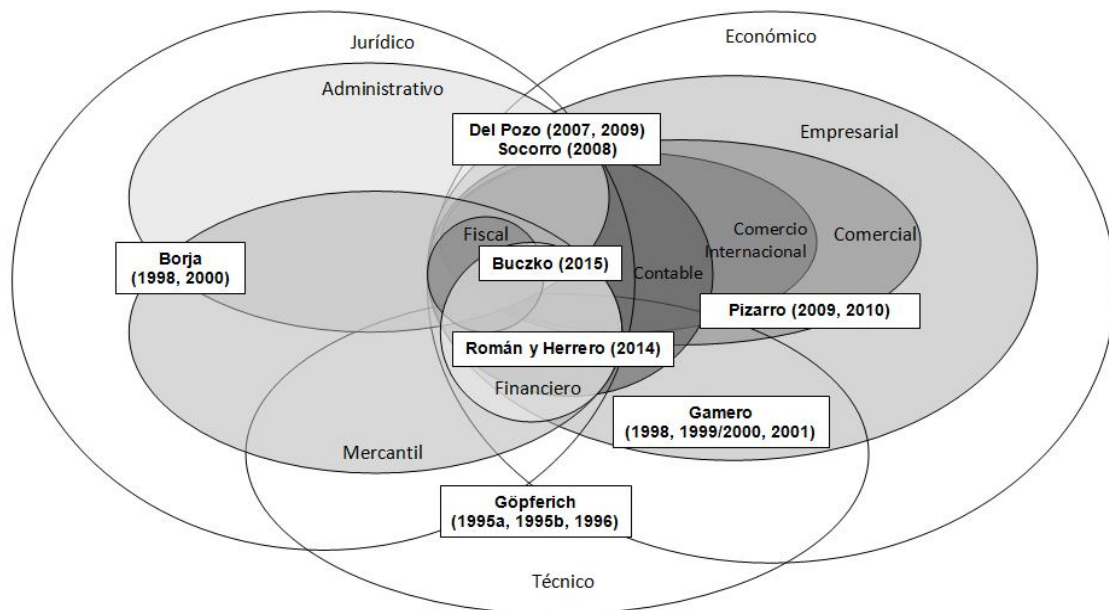 Jurídico
Económico
Administrativo
Del Pozo (2007, 2009)
Socorro (2008)
Empresarial
Fiscal
Comercio
Internacional
Comercial
Borja
(1998, 2000)
Buczko (2015)
Contable
Pizarro (2009, 2010)
Román y Herrero (2014)
Financiero
Gamero
(1998, 1999/2000, 2001)
Mercantil
Göpferich
(1995a, 1995b, 1996)
Técnico